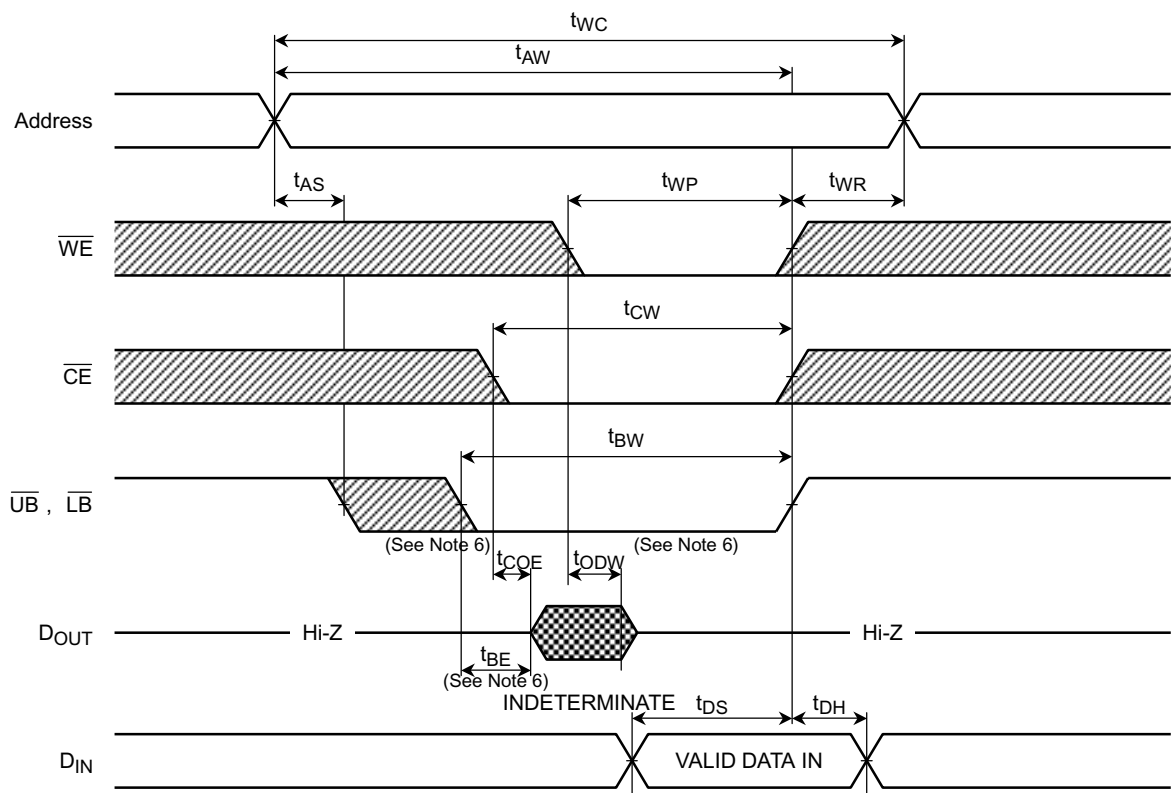 tWC
tAW
Address
tAS
tWP
tWR
WE
tCW
CE
tBW
UB , LB
(See Note 6)
(See Note 6)
tCOE
tODW
DOUT
Hi-Z
Hi-Z
tBE
(See Note 6)
INDETERMINATE
tDS
tDH
DIN
VALID DATA IN